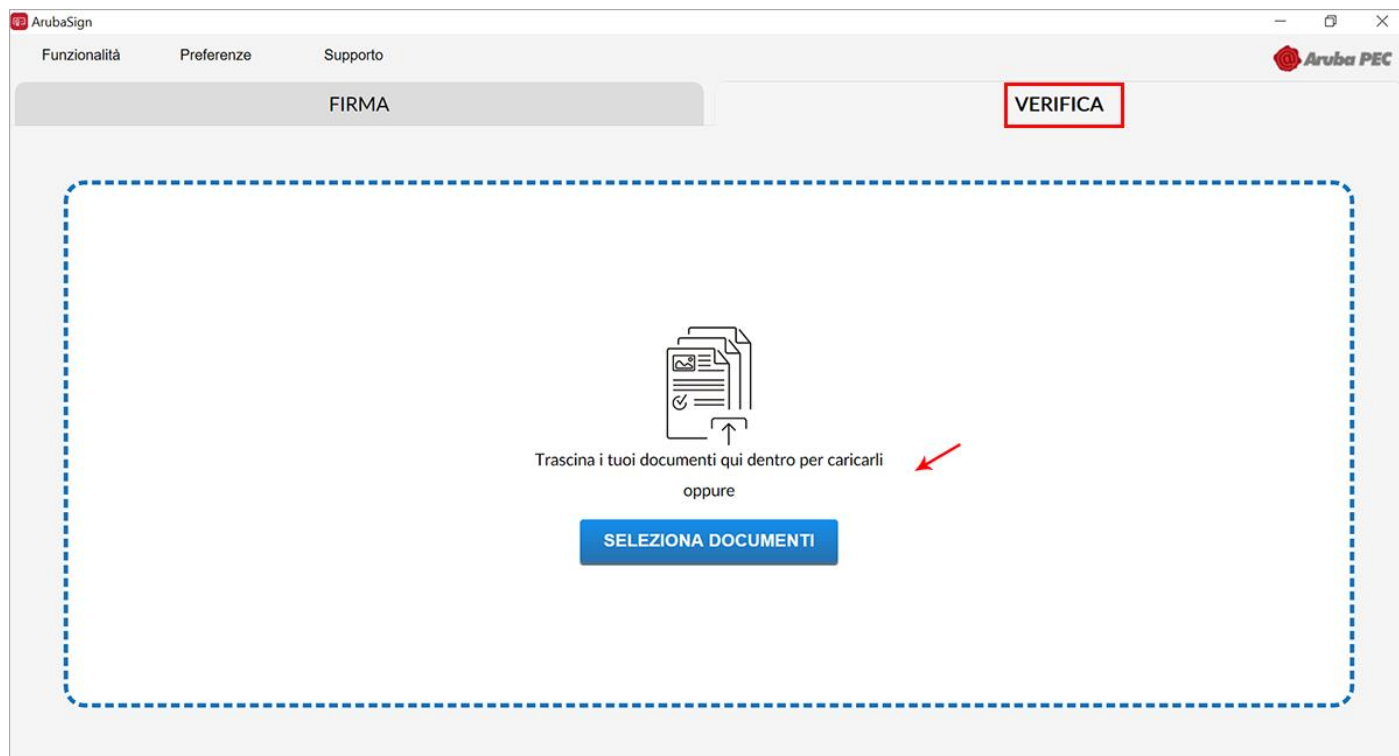 ArubaSign
Funzionalità Preferenze Supporto
Aruba PEC
FIRMA
VERIFICA
Trascina i tuoi documenti qui dentro per caricarli
oppure
SELEZIONA DOCUMENTI